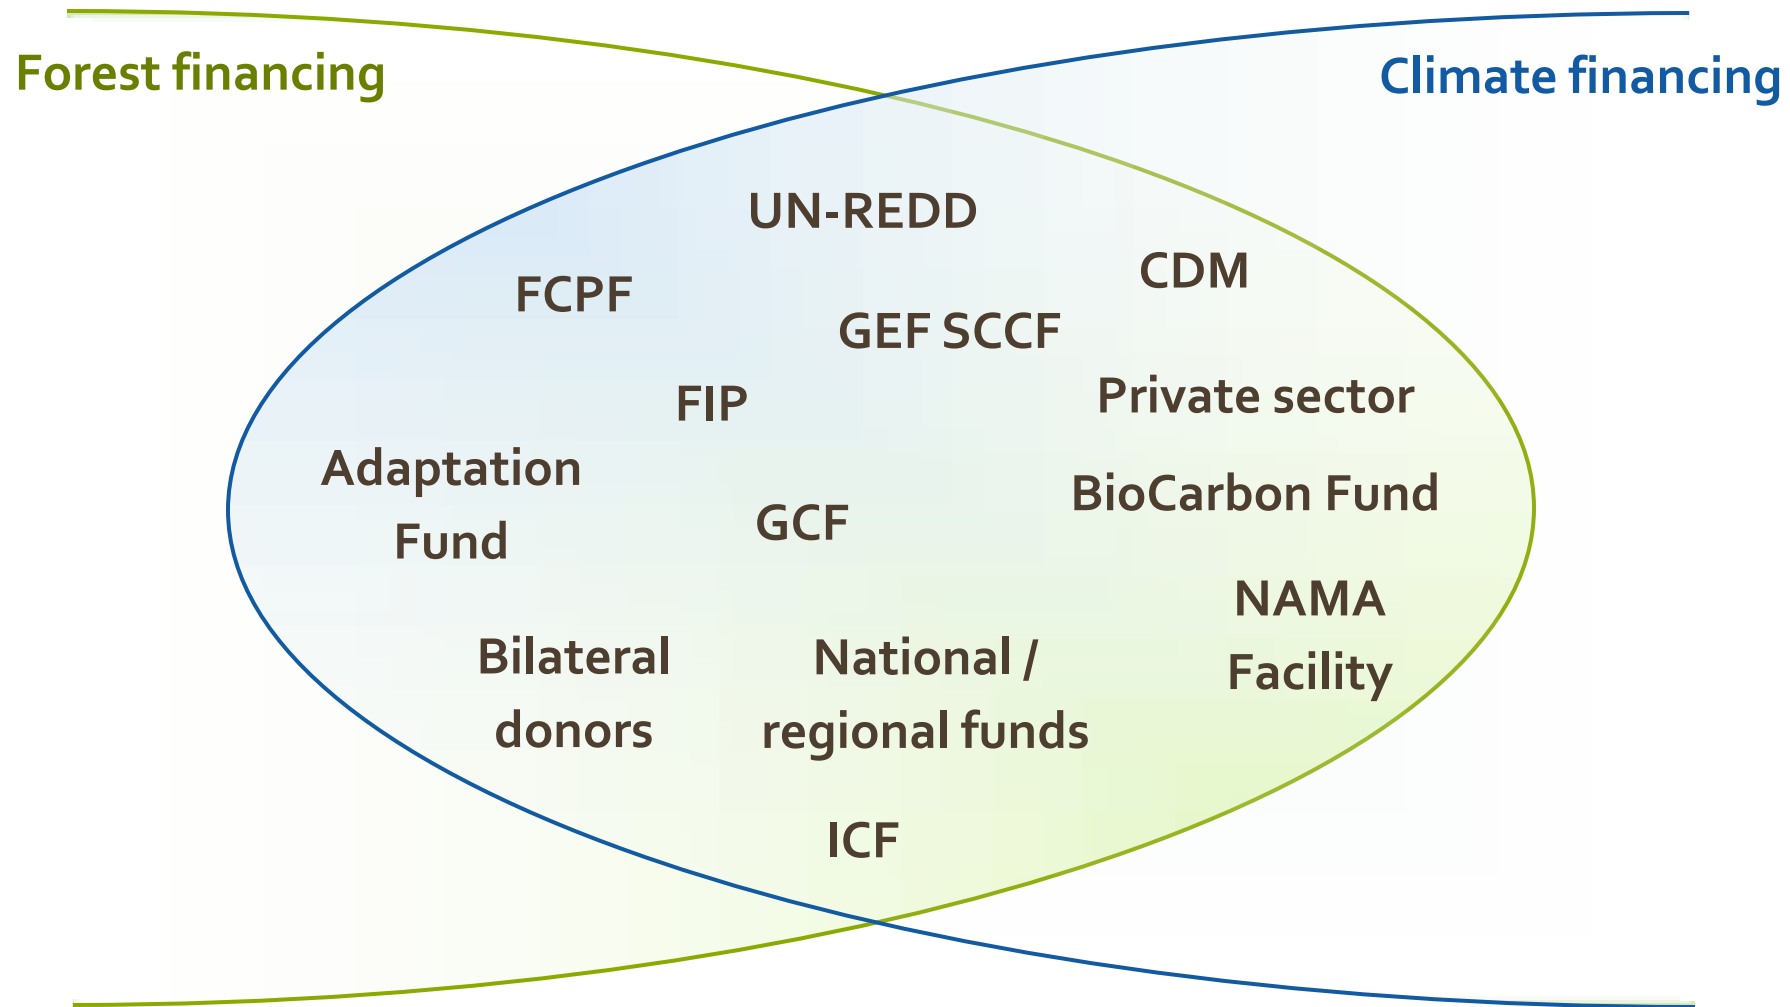 Forest financing
Climate financing
UN-REDD
CDM
FCPF
GEF SCCF
FIP
Private sector
Adaptation
Fund
BioCarbon Fund
GCF
NAMA
Facility
Bilateral
donors
National /
regional funds
ICF